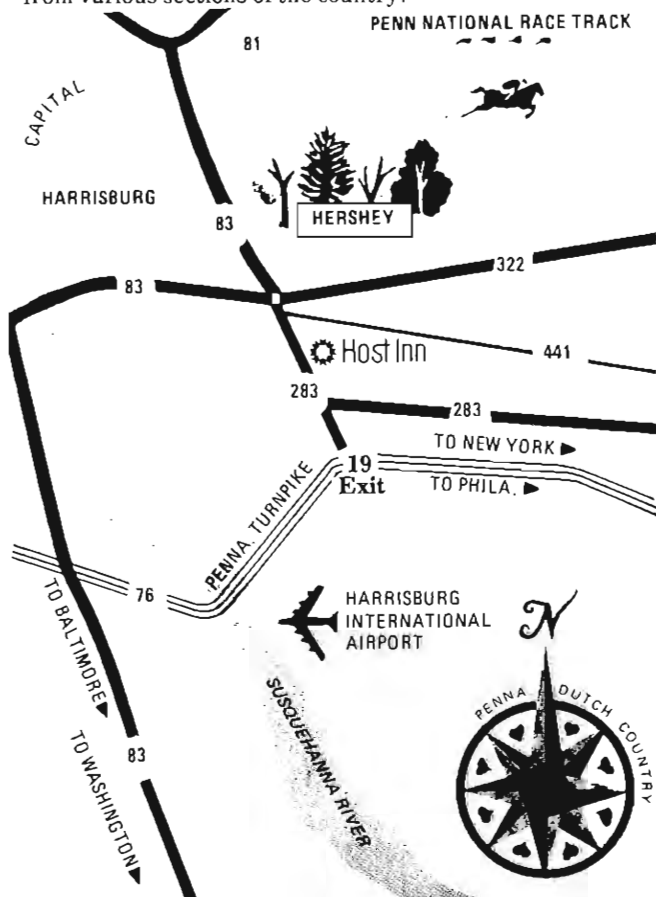 from various sections of the country.
PENN NATIONAL RACE TRACK
81
CAPITAL
HARRISBURG
83
HERSHEY
322
83
Host Inn
441
283
283
TO NEW YORK
19
Exit
TO PHILA.
PENNA. TURNPIKE
76
HARRISBURG
INTERNATIONAL
AIRPORT
N
TO BALTIMORE
SUSQUEHANNA RIVER
PENNA DUTCH COUNTRY
83
TO WASHINGTON